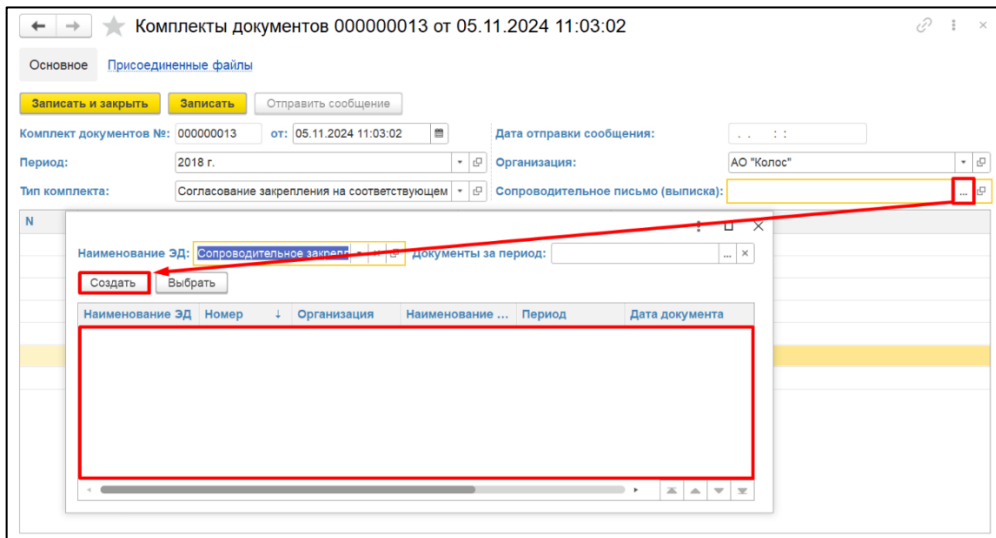 Комплекты документов 000000013 от 05.11.2024 11:03:02
Основное Присоединенные файлы
Записать и закрыть Записать Отправить сообщение
Комплект документов №: 000000013 от: 05.11.2024 11:03:02 Дата отправки сообщения: . . : :
Период: 2018 г. Организация: АО "Колос"
Тип комплекта: Согласование закрепления на соответствующем Сопроводительное письмо (выписка): ...
N
Наименование ЭД: Сопроводительное Документы за период: ...
Создать Выбрать
Наименование ЭД Номер ↓ Организация Наименование ... Период Дата документа